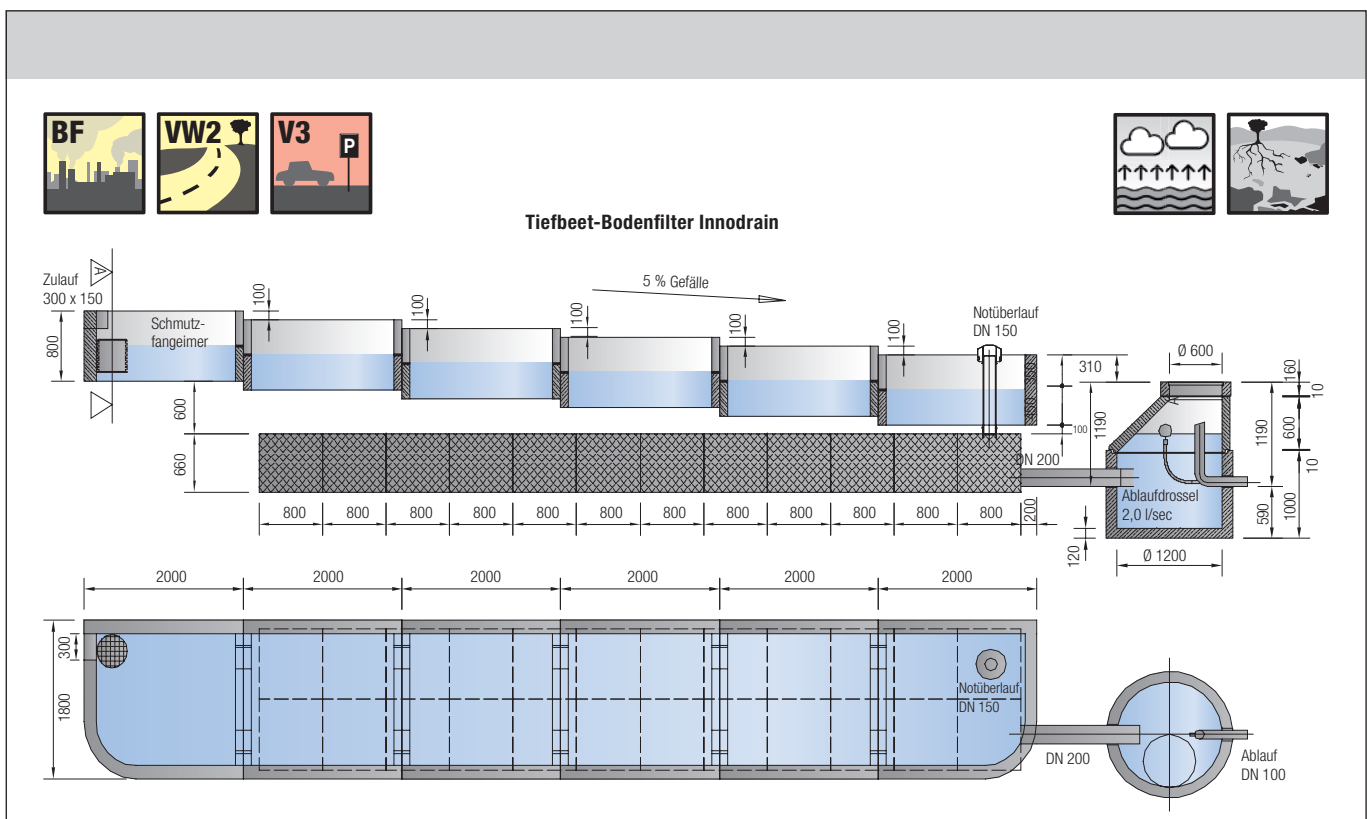 BF
VW2
V3
P
Tiefbeet-Bodenfilter Innodrain
Zulauf
300 x 150
A
Schmutz-
fangeimer
5 % Gefälle
Notüberlauf
DN 150
100
100
100
100
100
800
600
660
310
300
450
100
1190
DN 200
Ø 600
160
10
1190
600
10
590
1000
Ablaufdrossel
2,0 l/sec
120
Ø 1200
800
800
800
800
800
800
800
800
800
800
800
800
200
2000
2000
2000
2000
2000
2000
300
1800
Notüberlauf
DN 150
DN 200
Ablauf
DN 100